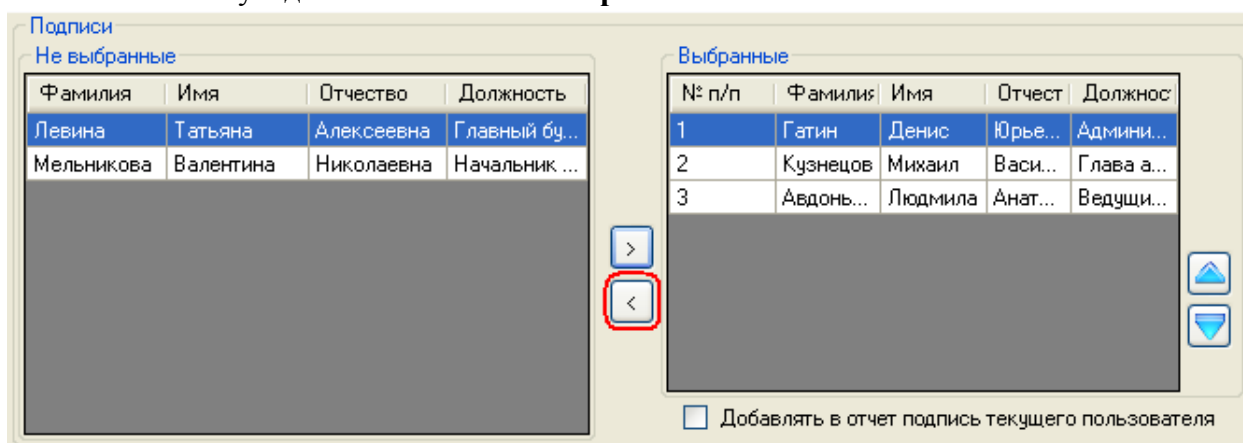 Подписи
Не выбранные
Фамилия Имя Отчество Должность
Левина Татьяна Алексеевна Главный бу...
Мельникова Валентина Николаевна Начальник ...
>
<
Выбранные
№ п/п Фамилия Имя Отчест Должнос
1 Гатин Денис Юрье... Админи...
2 Кузнецов Михаил Васи... Глава а...
3 Авдонь... Людмила Анат... Ведущи...
Добавлять в отчет подпись текущего пользователя